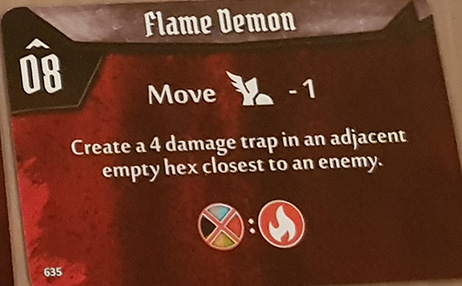 Flame Demon
08
Move - 1
Create a 4 damage trap in an adjacent
empty hex closest to an enemy.
:
635